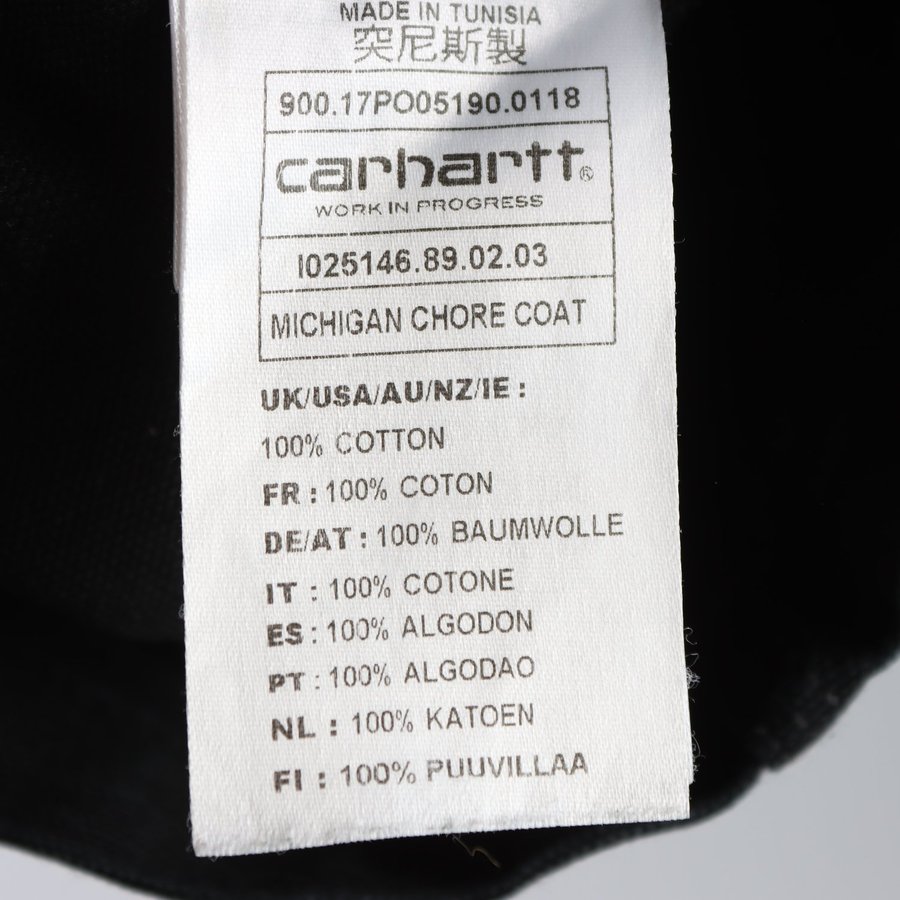 MADE IN TUNISIA
突尼斯製
900.17PO05190.0118
carhartt®
WORK IN PROGRESS
I025146.89.02.03
MICHIGAN CHORE COAT
UK/USA/AU/NZ/IE :
100% COTTON
FR : 100% COTON
DE/AT : 100% BAUMWOLLE
IT : 100% COTONE
ES : 100% ALGODON
PT : 100% ALGODAO
NL : 100% KATOEN
FI : 100% PUUVILLAA